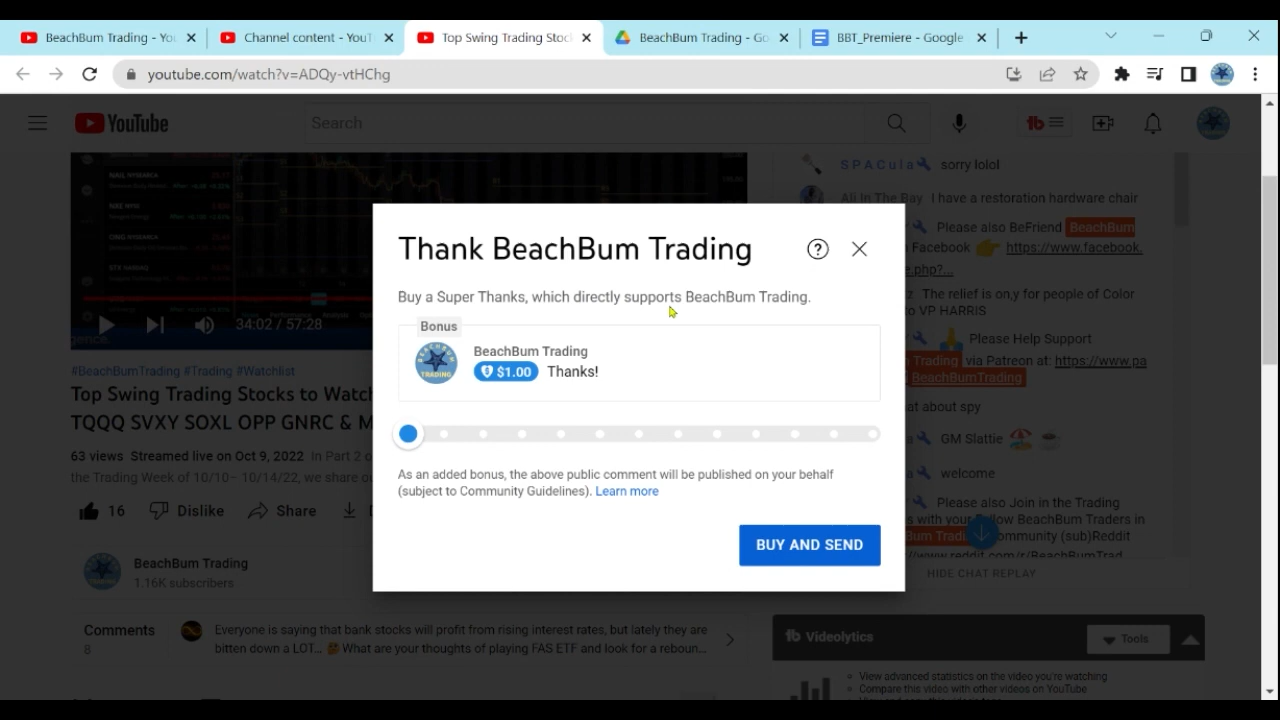 BeachBum Trading - You
Channel content - YouT
Top Swing Trading Stoc
BeachBum Trading - Go
BBT_Premiere - Google
youtube.com/watch?v=ADQy-vtHChg
YouTube
Search
34:02 / 57:28
#BeachBumTrading #Trading #Watchlist
Top Swing Trading Stocks to Watc
TQQQ SVXY SOXL OPP GNRC & M
63 views Streamed live on Oct 9, 2022 In Part 2 o
the Trading Week of 10/10– 10/14/22, we share ou
16 Dislike Share
BeachBum Trading
1.16K subscribers
Comments
8
Everyone is saying that bank stocks will profit from rising interest rates, but lately they are
bitten down a LOT... 🤔 What are your thoughts of playing FAS ETF and look for a reboun...
Thank BeachBum Trading
Buy a Super Thanks, which directly supports BeachBum Trading.
Bonus
BeachBum Trading
$1.00 Thanks!
As an added bonus, the above public comment will be published on your behalf
(subject to Community Guidelines). Learn more
BUY AND SEND
S P A C u l a sorry lolol
Ali In The Bay I have a restoration hardware chair
Please also BeFriend BeachBum
Facebook 👉 https://www.facebook.
e.php?...
The relief is on,y for people of Color
to VP HARRIS
🙏 Please Help Support
Trading via Patreon at: https://www.pa
BeachBumTrading
at about spy
GM Slattie 🏖️ ☕
welcome
Please also Join in the Trading
s with your Fellow BeachBum Traders in
HIDE CHAT REPLAY
tb Videolytics
Tools
View advanced statistics on the video you're watching
Compare this video with other videos on YouTube